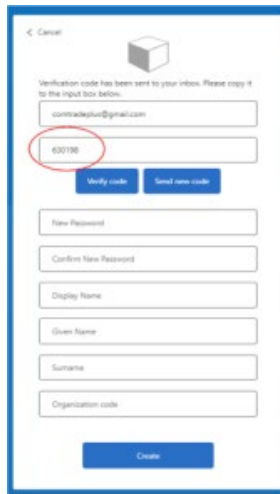 Cancel
Verification code has been sent to your inbox. Please copy it
to the input box below.
comtradeplus@gmail.com
630198
Verify code Send new code
New Password
Confirm New Password
Display Name
Given Name
Surname
Organization code
Create